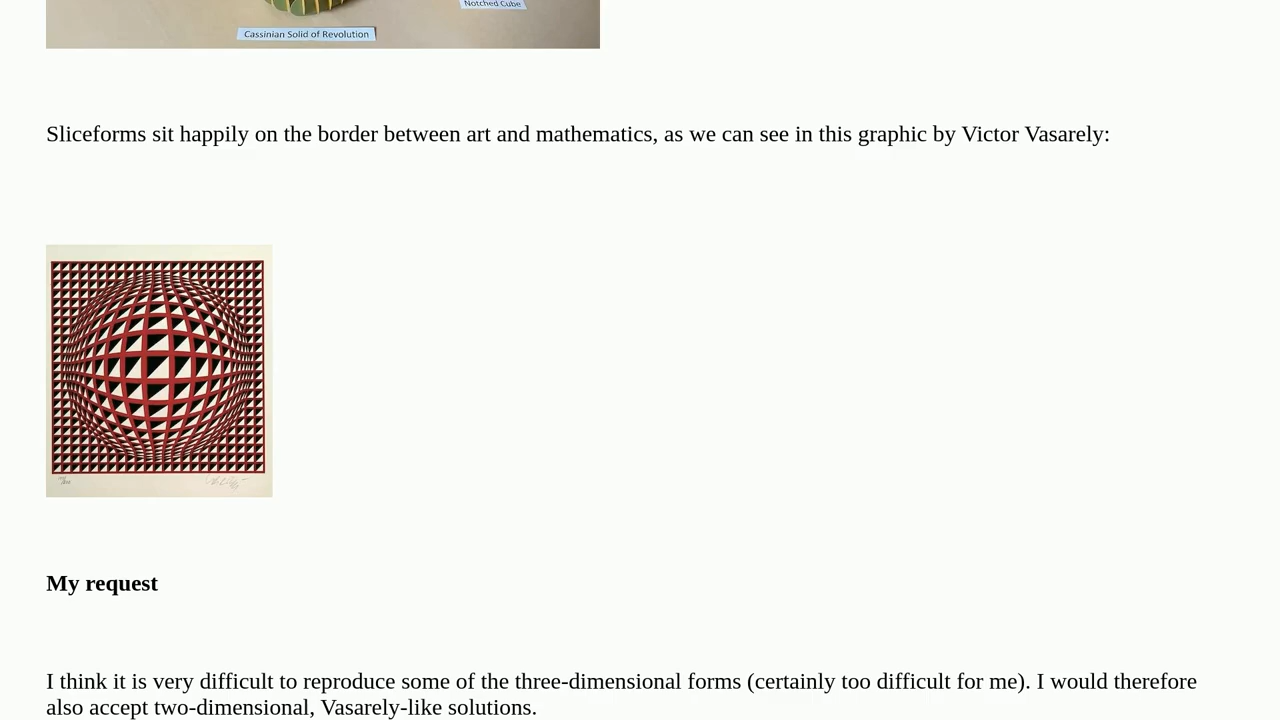 Notched Cube
Cassinian Solid of Revolution
Sliceforms sit happily on the border between art and mathematics, as we can see in this graphic by Victor Vasarely:
My request
I think it is very difficult to reproduce some of the three-dimensional forms (certainly too difficult for me). I would therefore
also accept two-dimensional, Vasarely-like solutions.